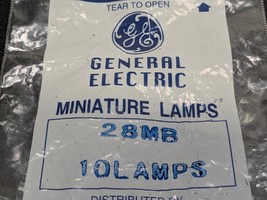 TEAR TO OPEN
GE
GENERAL
ELECTRIC
MINIATURE LAMPS
28MB
10LAMPS
DISTRIBUTED BY